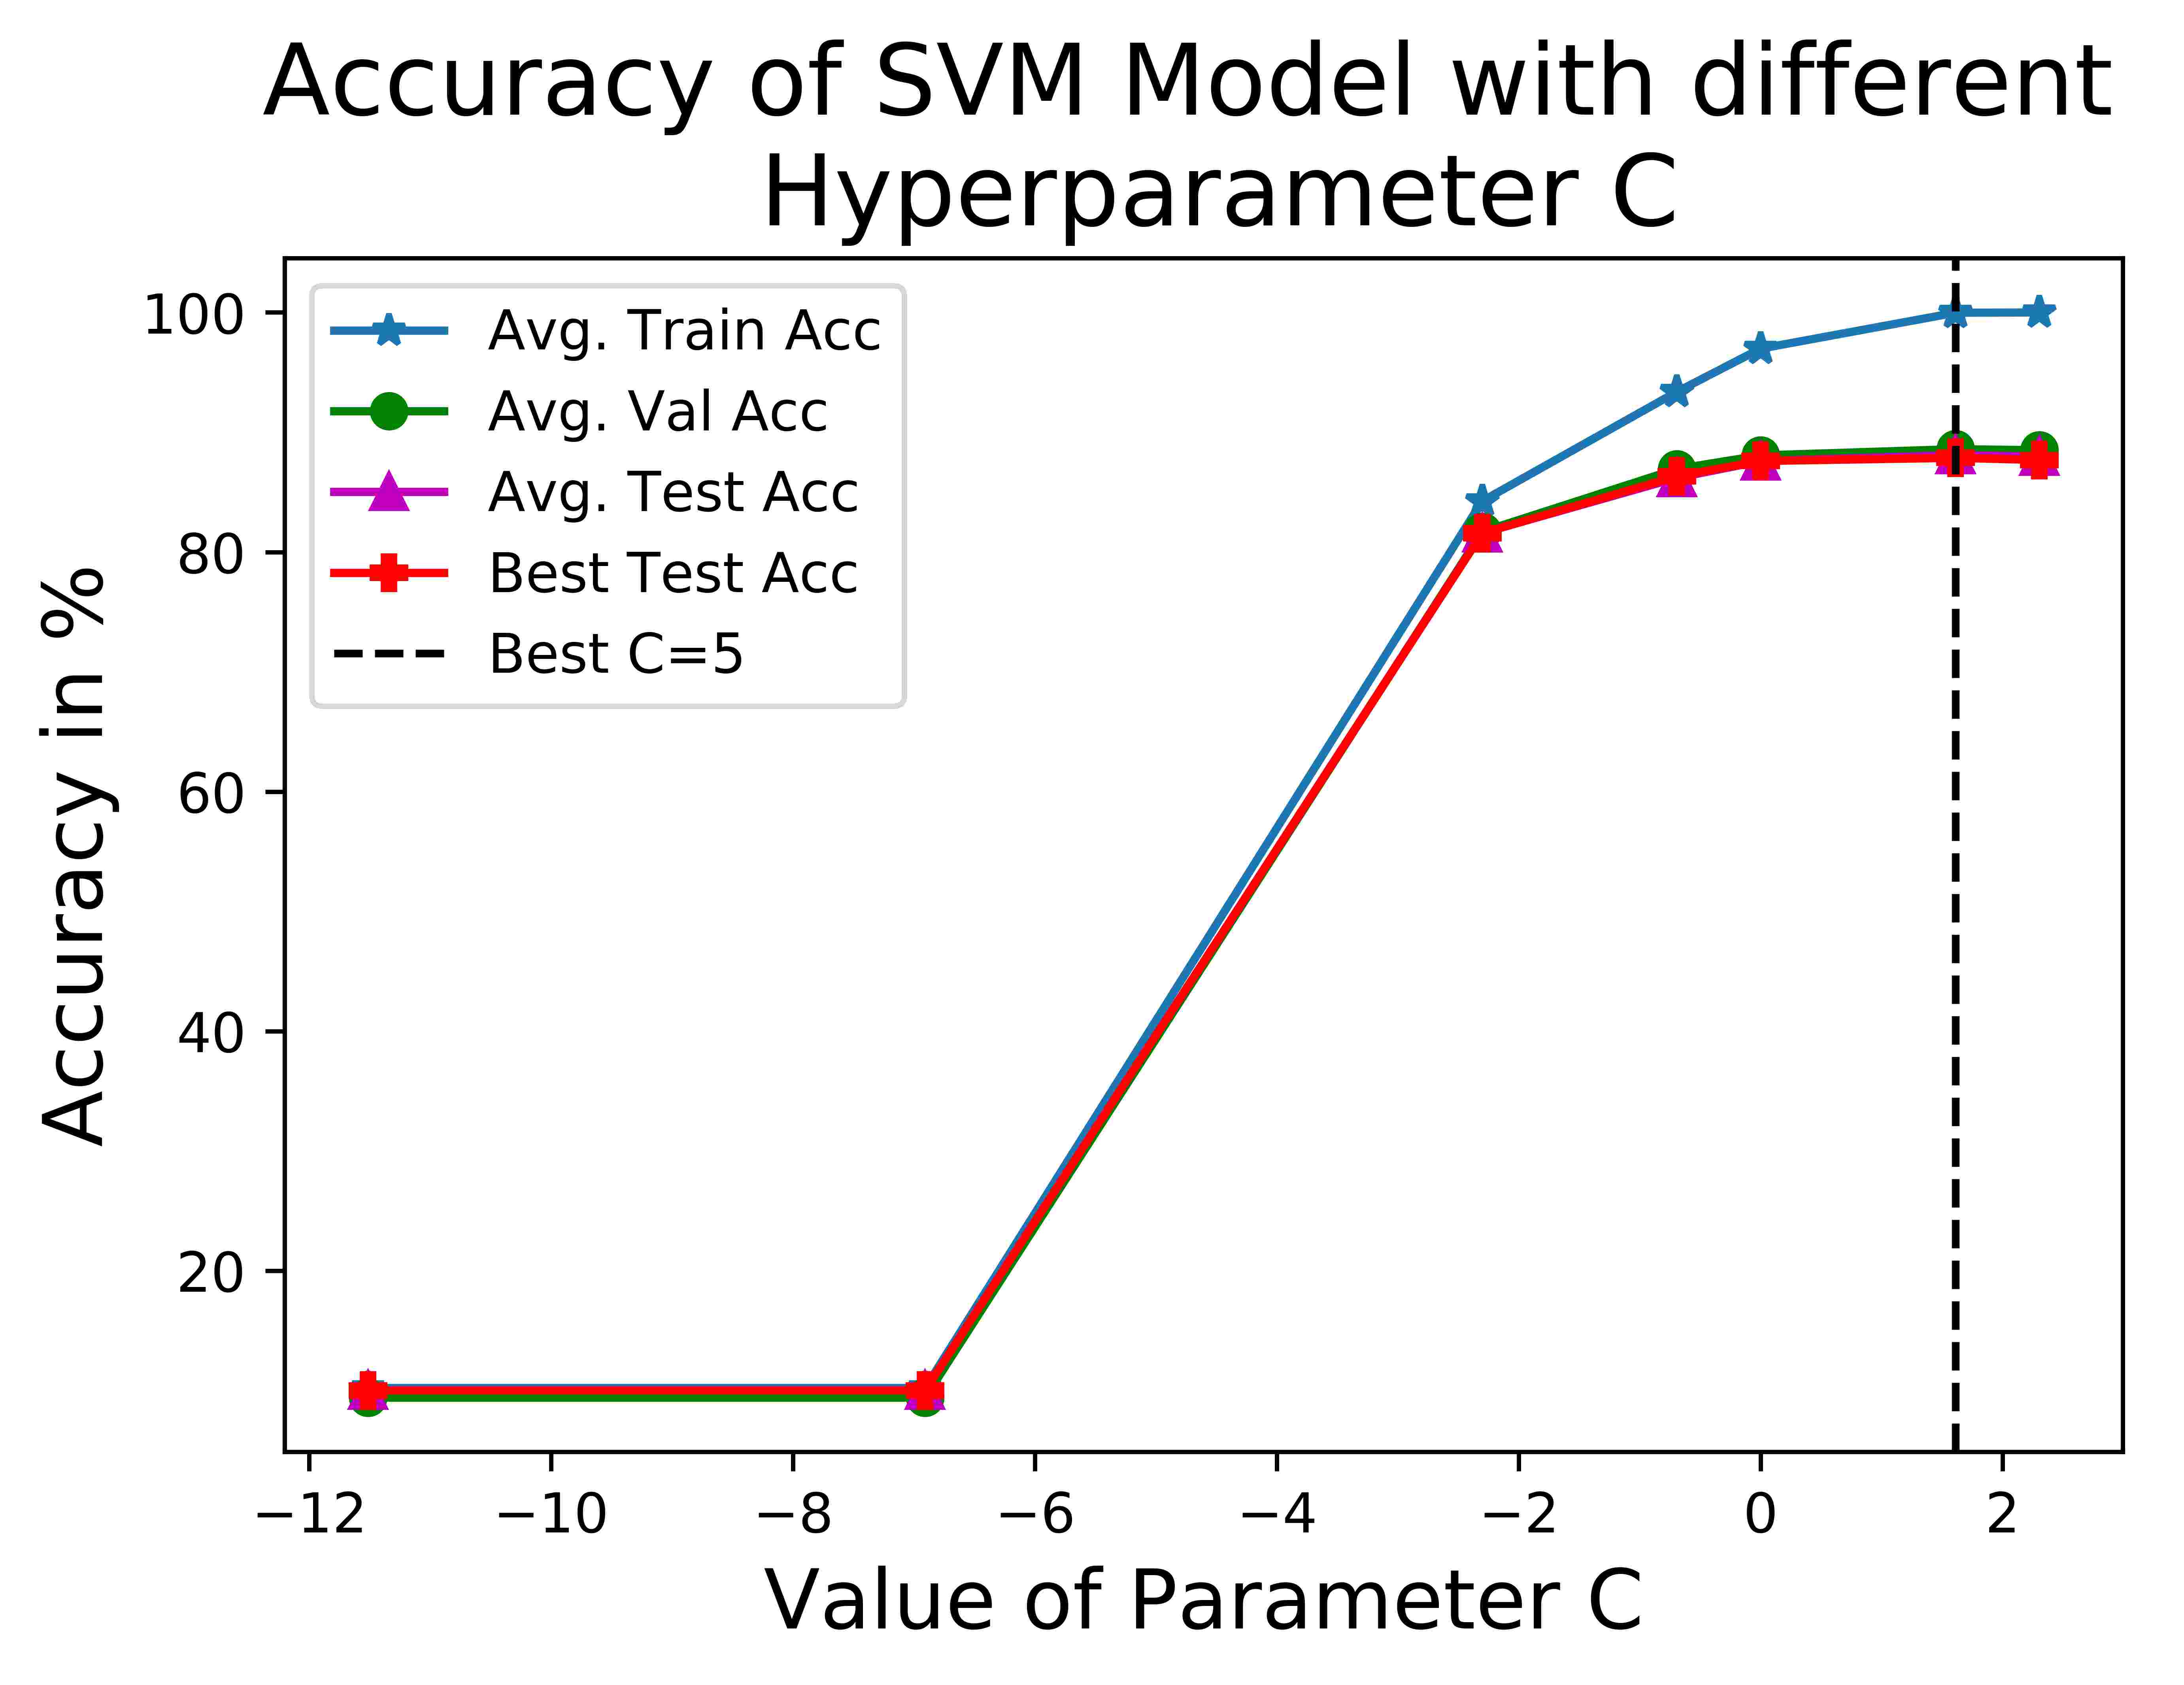 Accuracy of SVM Model with different
Hyperparameter C
Accuracy in %
100
80
60
40
20
Avg. Train Acc
Avg. Val Acc
Avg. Test Acc
Best Test Acc
Best C=5
−12 −10 −8 −6 −4 −2 0 2
Value of Parameter C